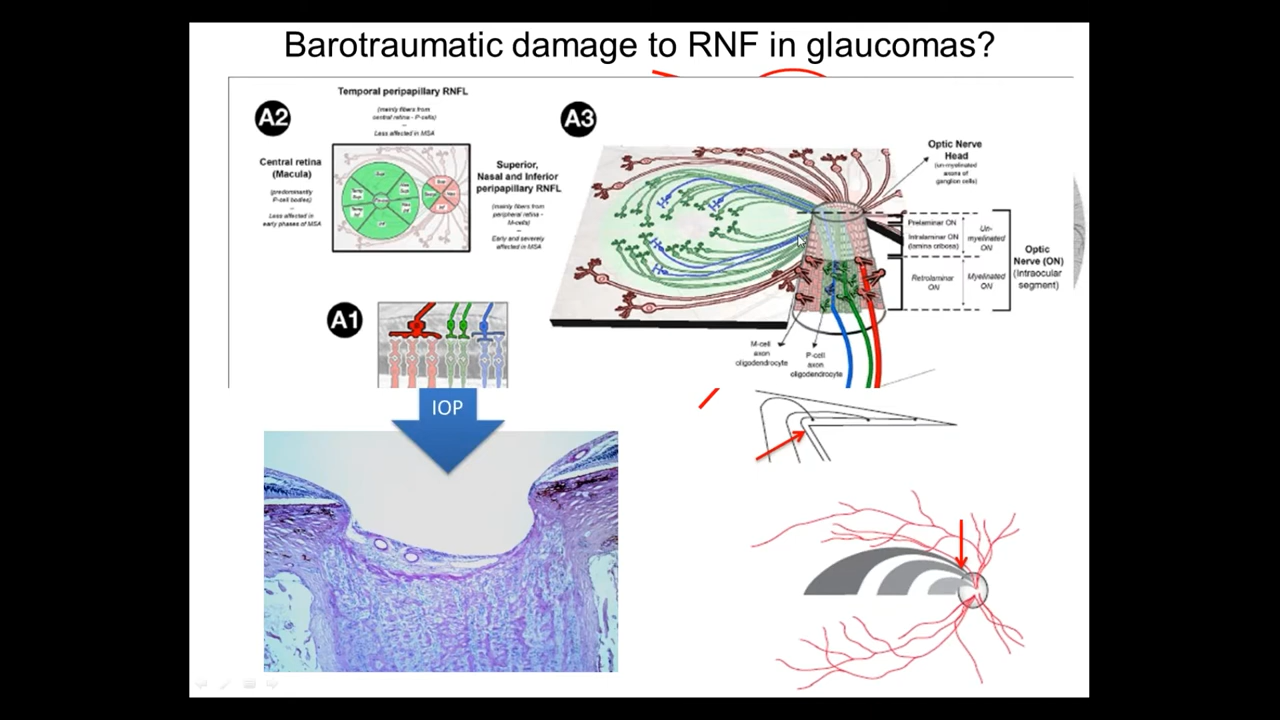 Barotraumatic damage to RNF in glaucomas?
A2
Temporal peripapillary RNFL
(mainly fibers from
central retina - P-cells)
Less affected in MSA
Central retina
(Macula)
(predominantly
P-cell bodies)
Less affected in
early phases of MSA
Superior,
Nasal and Inferior
peripapillary RNFL
(mainly fibers from
peripheral retina -
M-cells)
Early and severely
affected in MSA
A3
Optic Nerve
Head
(un-myelinated
axons of
ganglion cells)
Prelaminar ON
Intralaminar ON
(lamina cribosa)
Un-
myelinated
ON
Retrolaminar
ON
Myelinated
ON
Optic
Nerve (ON)
(intraocular
segment)
M-cell
axon
oligodendrocyte
P-cell
axon
oligodendrocyte
A1
IOP